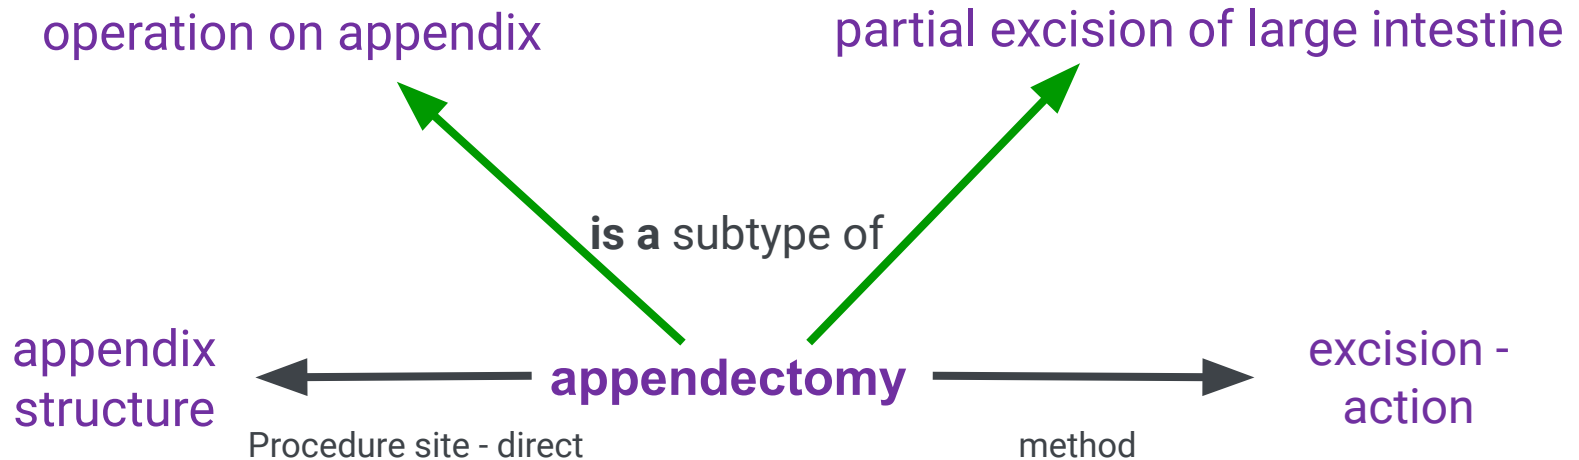 operation on appendix
partial excision of large intestine
is a subtype of
appendix
structure
appendectomy
excision -
action
Procedure site - direct
method